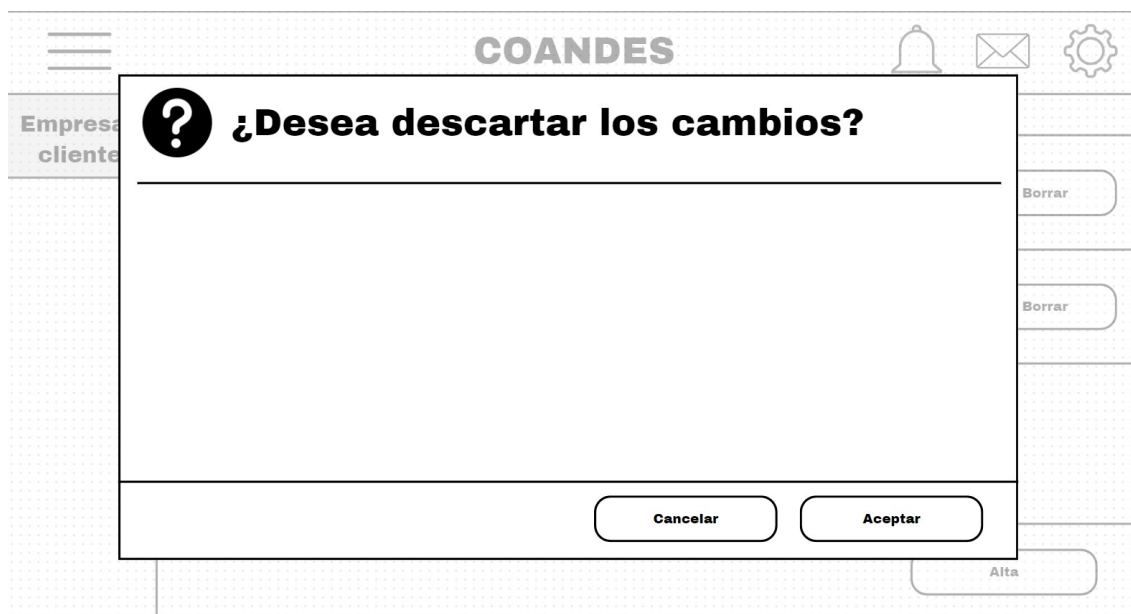 COANDES
Empresa
cliente
¿Desea descartar los cambios?
Borrar
Borrar
Cancelar
Aceptar
Alta